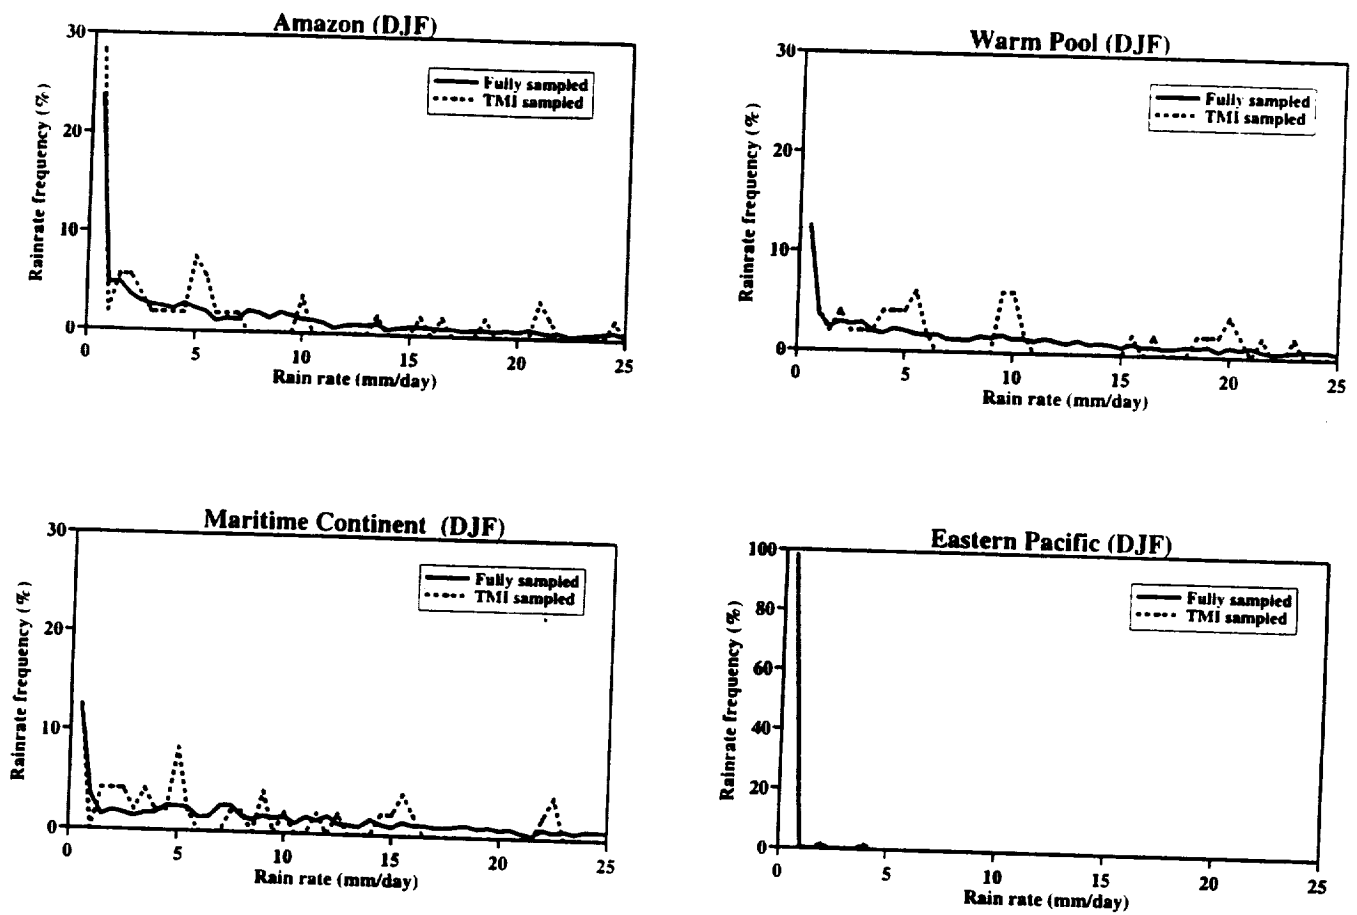 Amazon (DJF)
30
20
10
0
Rainrate frequency (%)
Fully sampled
TMI sampled
0 5 10 15 20 25
Rain rate (mm/day)
Warm Pool (DJF)
30
20
10
0
Rainrate frequency (%)
Fully sampled
TMI sampled
0 5 10 15 20 25
Rain rate (mm/day)
Maritime Continent (DJF)
30
20
10
0
Rainrate frequency (%)
Fully sampled
TMI sampled
0 5 10 15 20 25
Rain rate (mm/day)
Eastern Pacific (DJF)
100
80
60
40
20
0
Rainrate frequency (%)
Fully sampled
TMI sampled
0 5 10 15 20 25
Rain rate (mm/day)